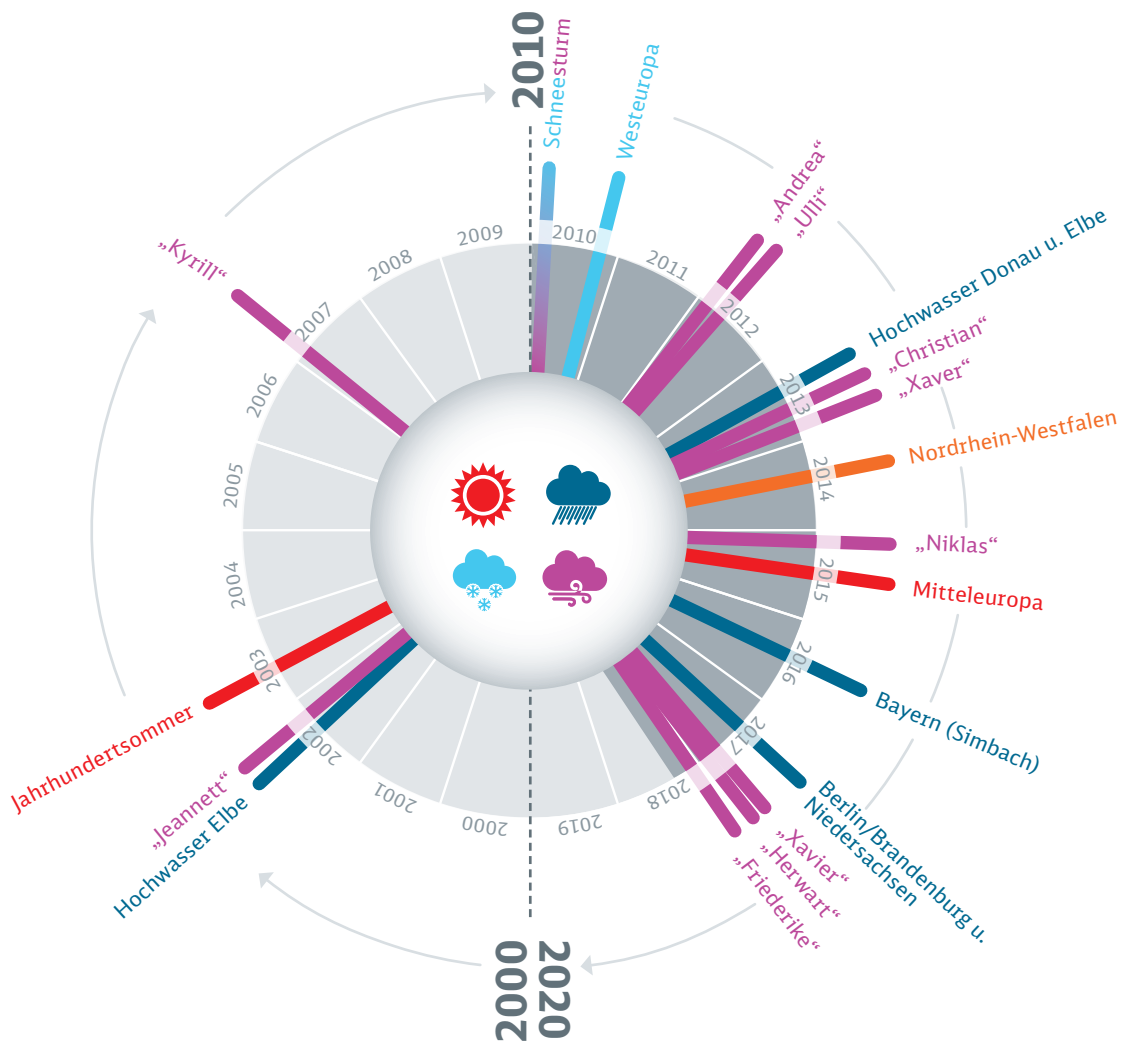 2010
Schneesturm
Westeuropa
„Andrea“
„Ulli“
Hochwasser Donau u. Elbe
„Christian“
„Xaver“
Nordrhein-Westfalen
„Niklas“
Mitteleuropa
Bayern (Simbach)
Berlin/Brandenburg u.
Niedersachsen
„Xavier“
„Herwart“
„Friederike“
2020
2000
Hochwasser Elbe
„Jeannett“
Jahrhundertsommer
„Kyrill“
2010
2011
2012
2013
2014
2015
2016
2017
2018
2019
2000
2001
2002
2003
2004
2005
2006
2007
2008
2009